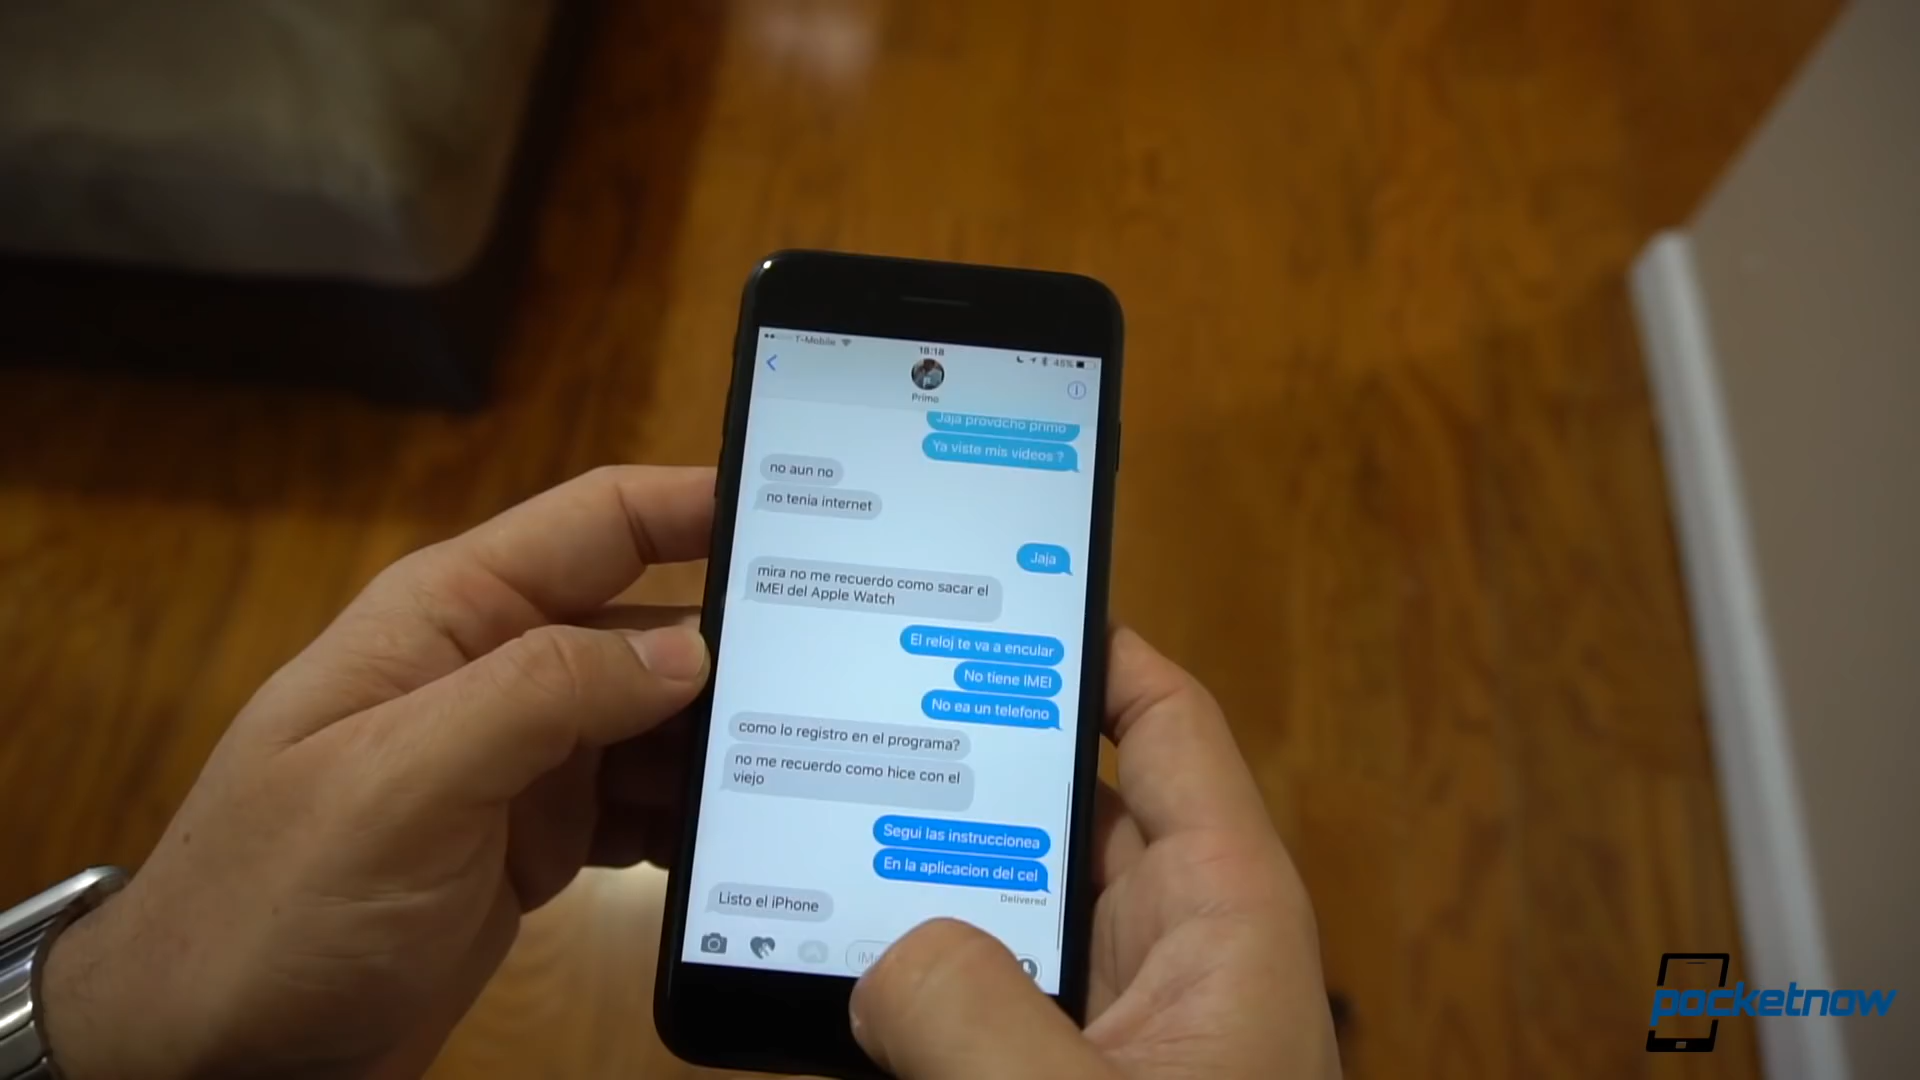 T-Mobile
18:18
45%
Primo
Jaja provocho primo
Ya viste mis videos ?
no aun no
no tenia internet
Jaja
mira no me recuerdo como sacar el
IMEI del Apple Watch
El reloj te va a encular
No tiene IMEI
No ea un telefono
como lo registro en el programa?
no me recuerdo como hice con el
viejo
Segui las instruccionea
En la aplicacion del cel
Delivered
Listo el iPhone
pocketnow